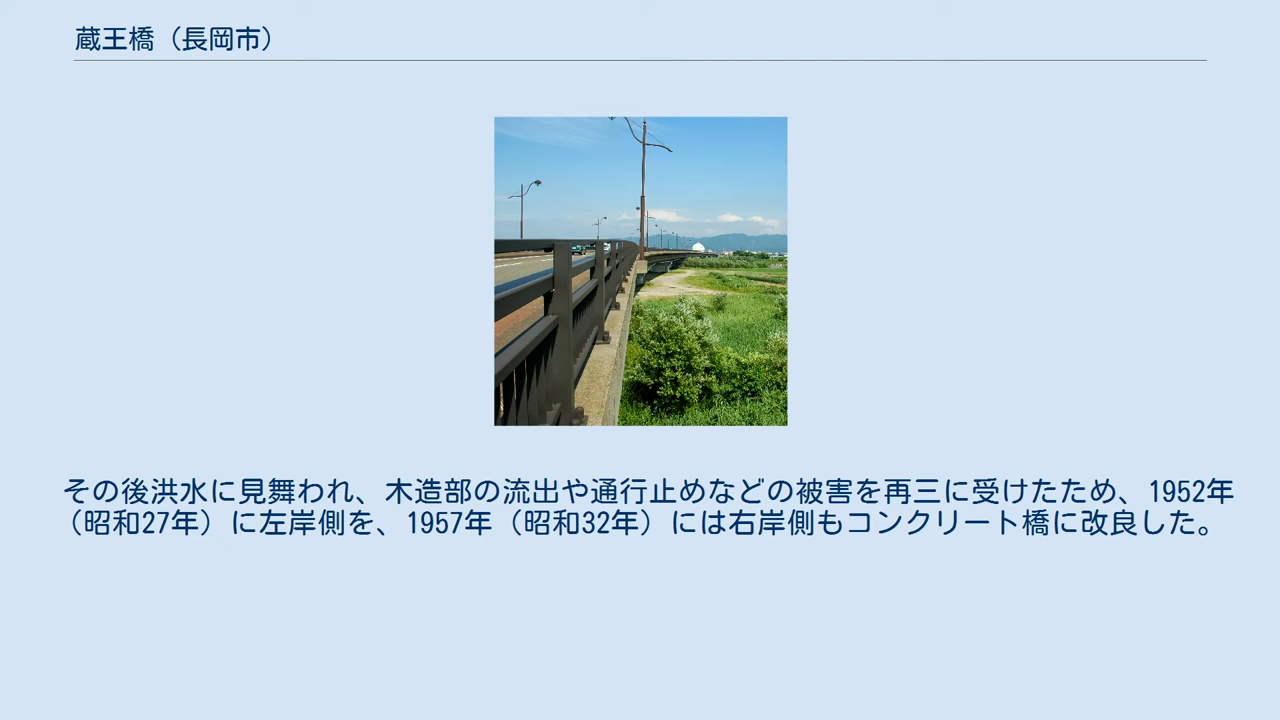 蔵王橋（長岡市）
その後洪水に見舞われ、木造部の流出や通行止めなどの被害を再三に受けたため、1952年
（昭和27年）に左岸側を、1957年（昭和32年）には右岸側もコンクリート橋に改良した。